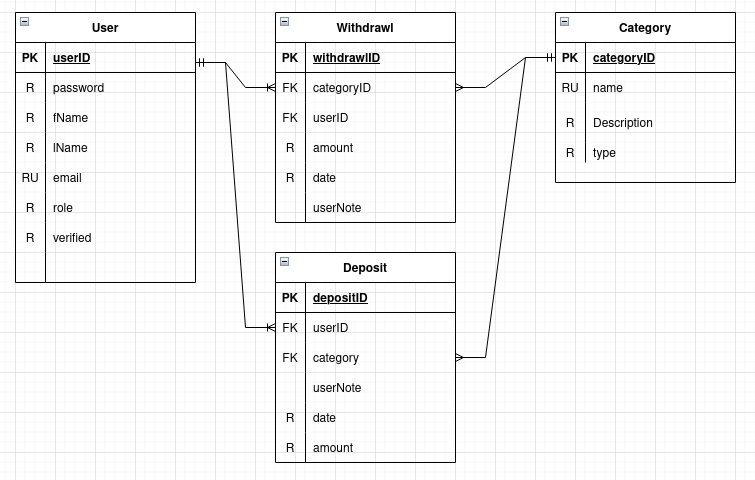 User
PK userID
R password
R fName
R lName
RU email
R role
R verified
Withdrawl
PK withdrawlID
FK categoryID
FK userID
R amount
R date
userNote
Category
PK categoryID
RU name
R Description
R type
Deposit
PK depositID
FK userID
FK category
userNote
R date
R amount